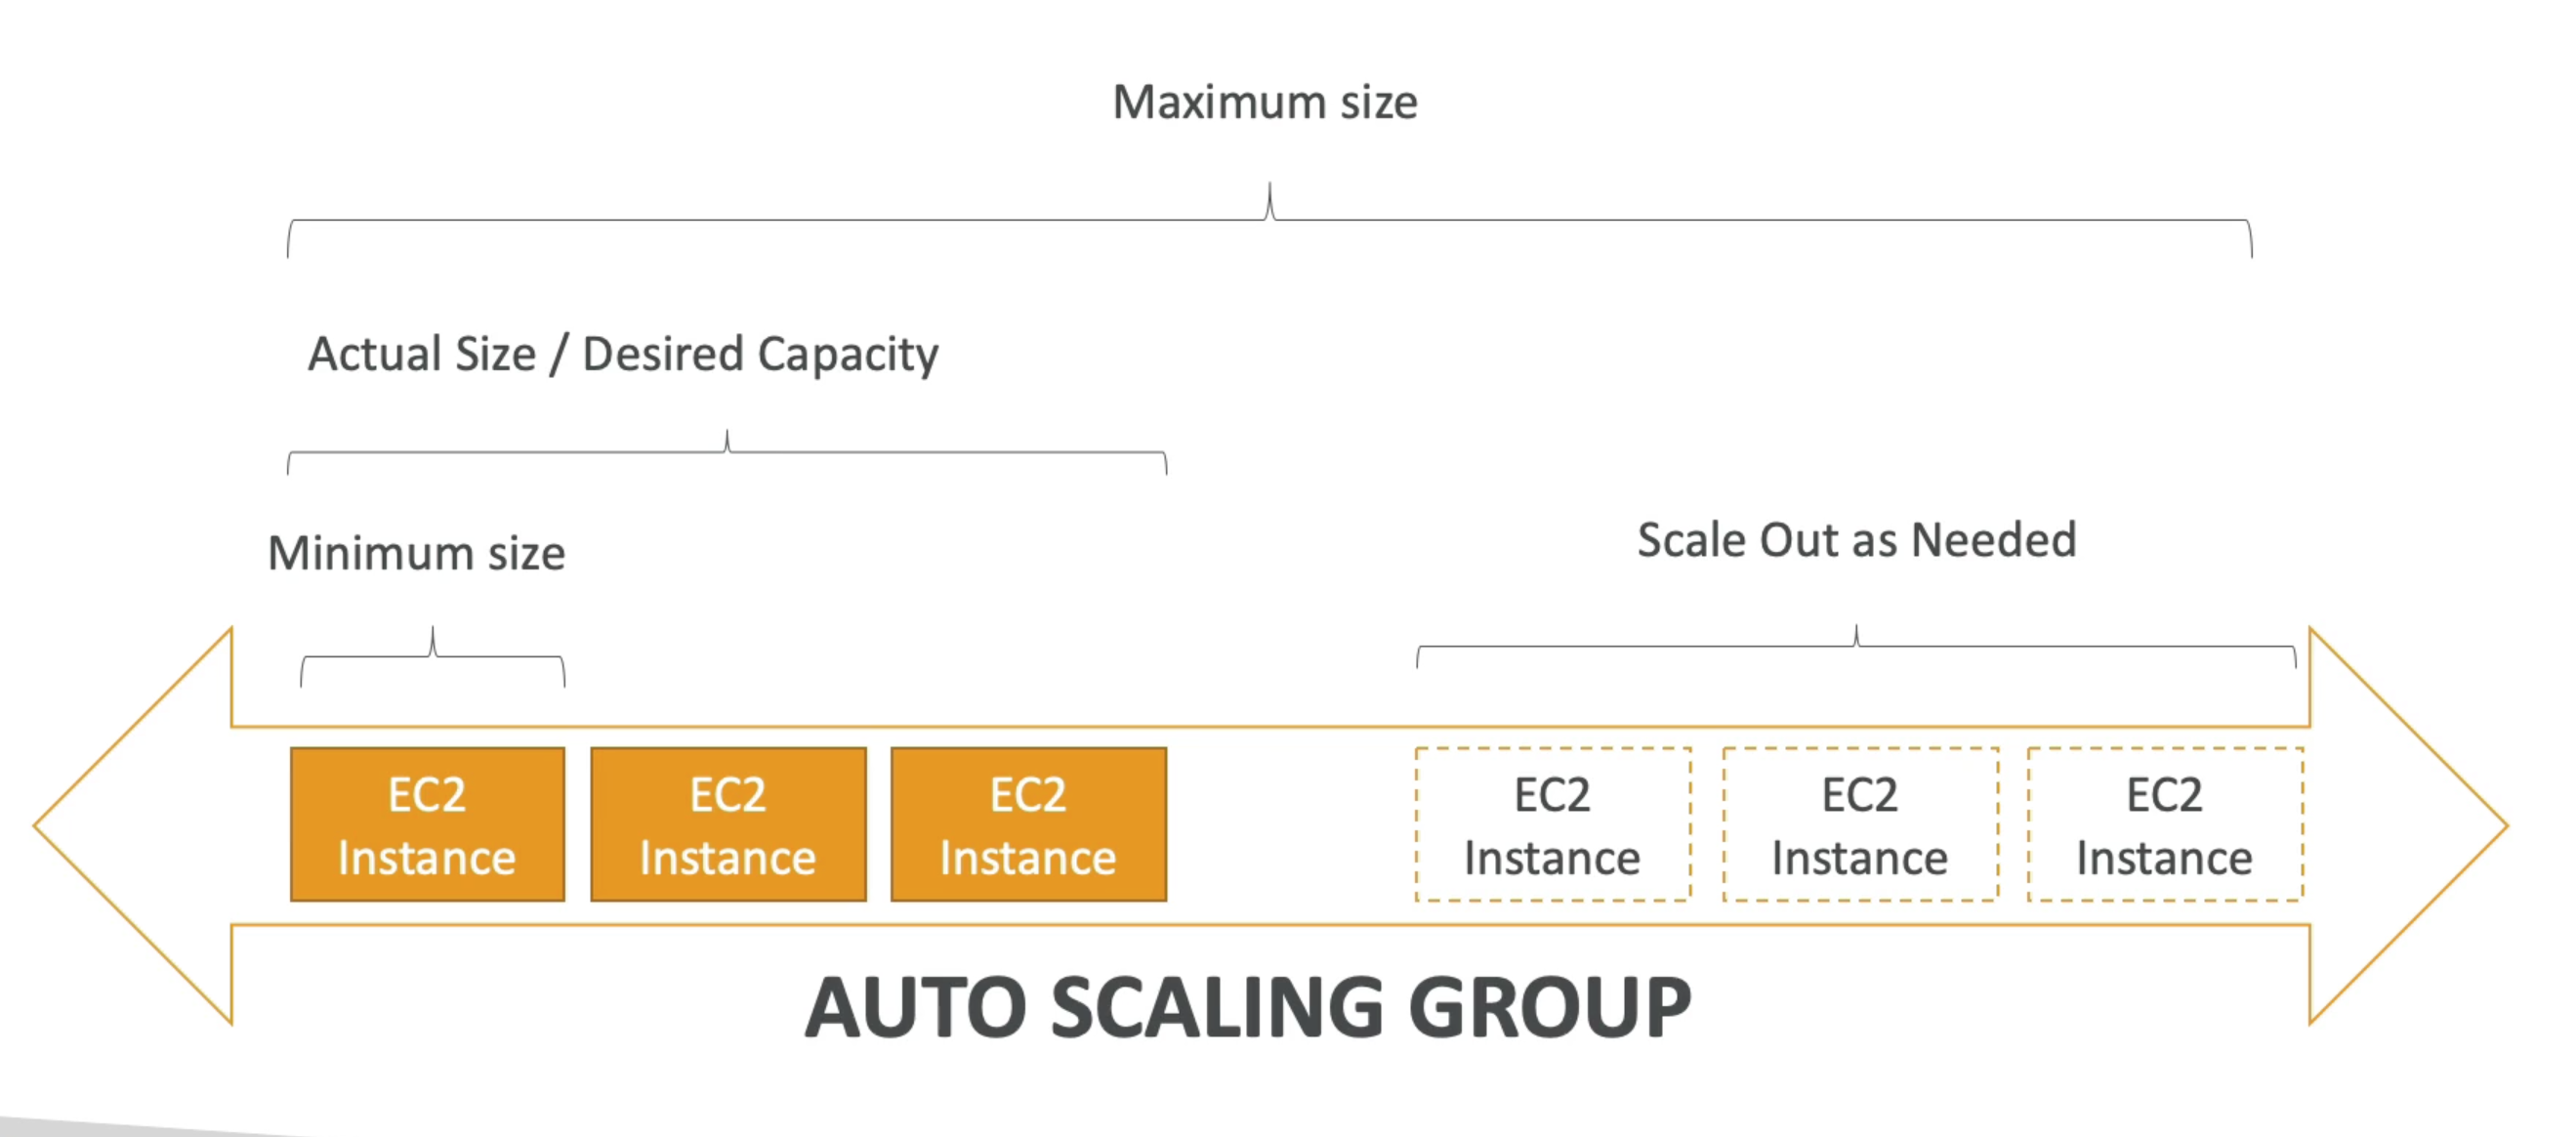 Maximum size
Actual Size / Desired Capacity
Minimum size
Scale Out as Needed
EC2
Instance
EC2
Instance
EC2
Instance
EC2
Instance
EC2
Instance
EC2
Instance
AUTO SCALING GROUP